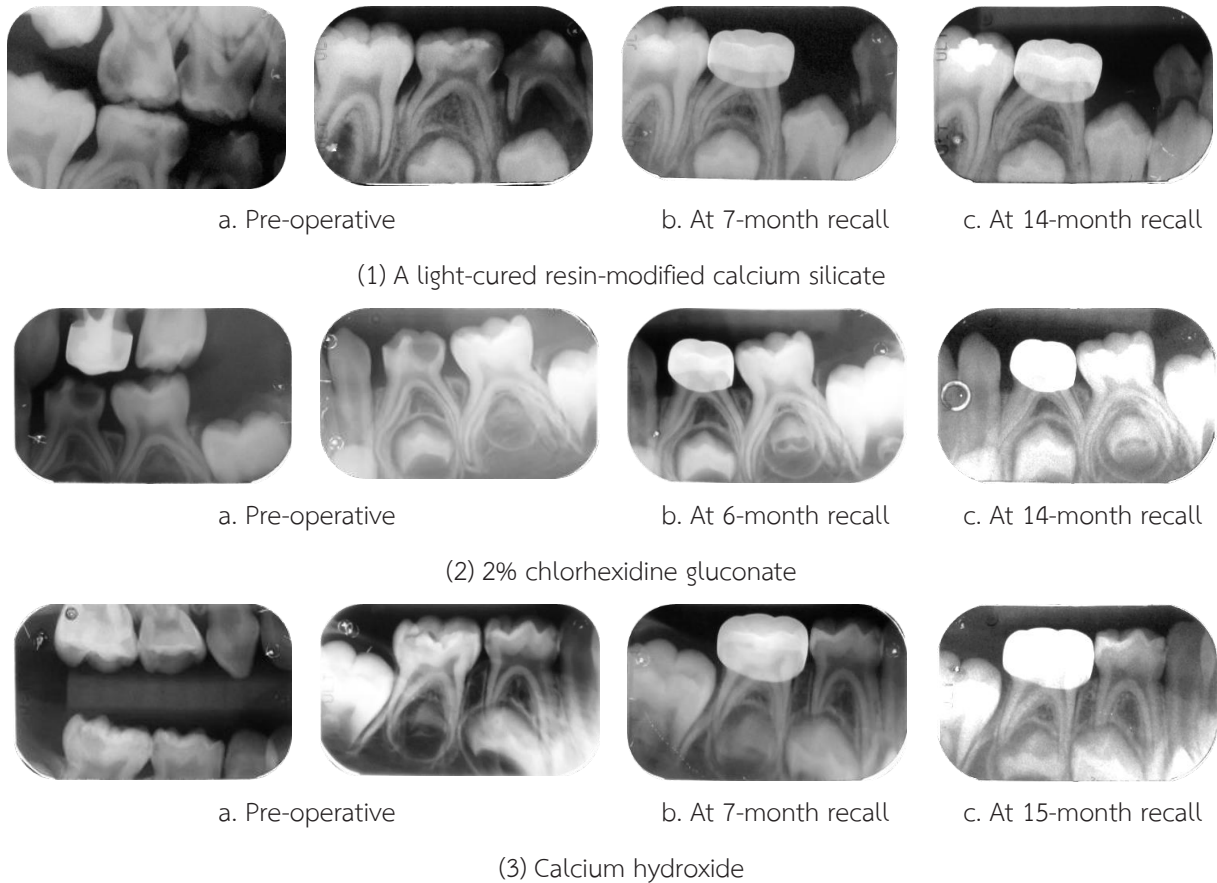 a. Pre-operative b. At 7-month recall c. At 14-month recall
(1) A light-cured resin-modified calcium silicate
a. Pre-operative b. At 6-month recall c. At 14-month recall
(2) 2% chlorhexidine gluconate
a. Pre-operative b. At 7-month recall c. At 15-month recall
(3) Calcium hydroxide